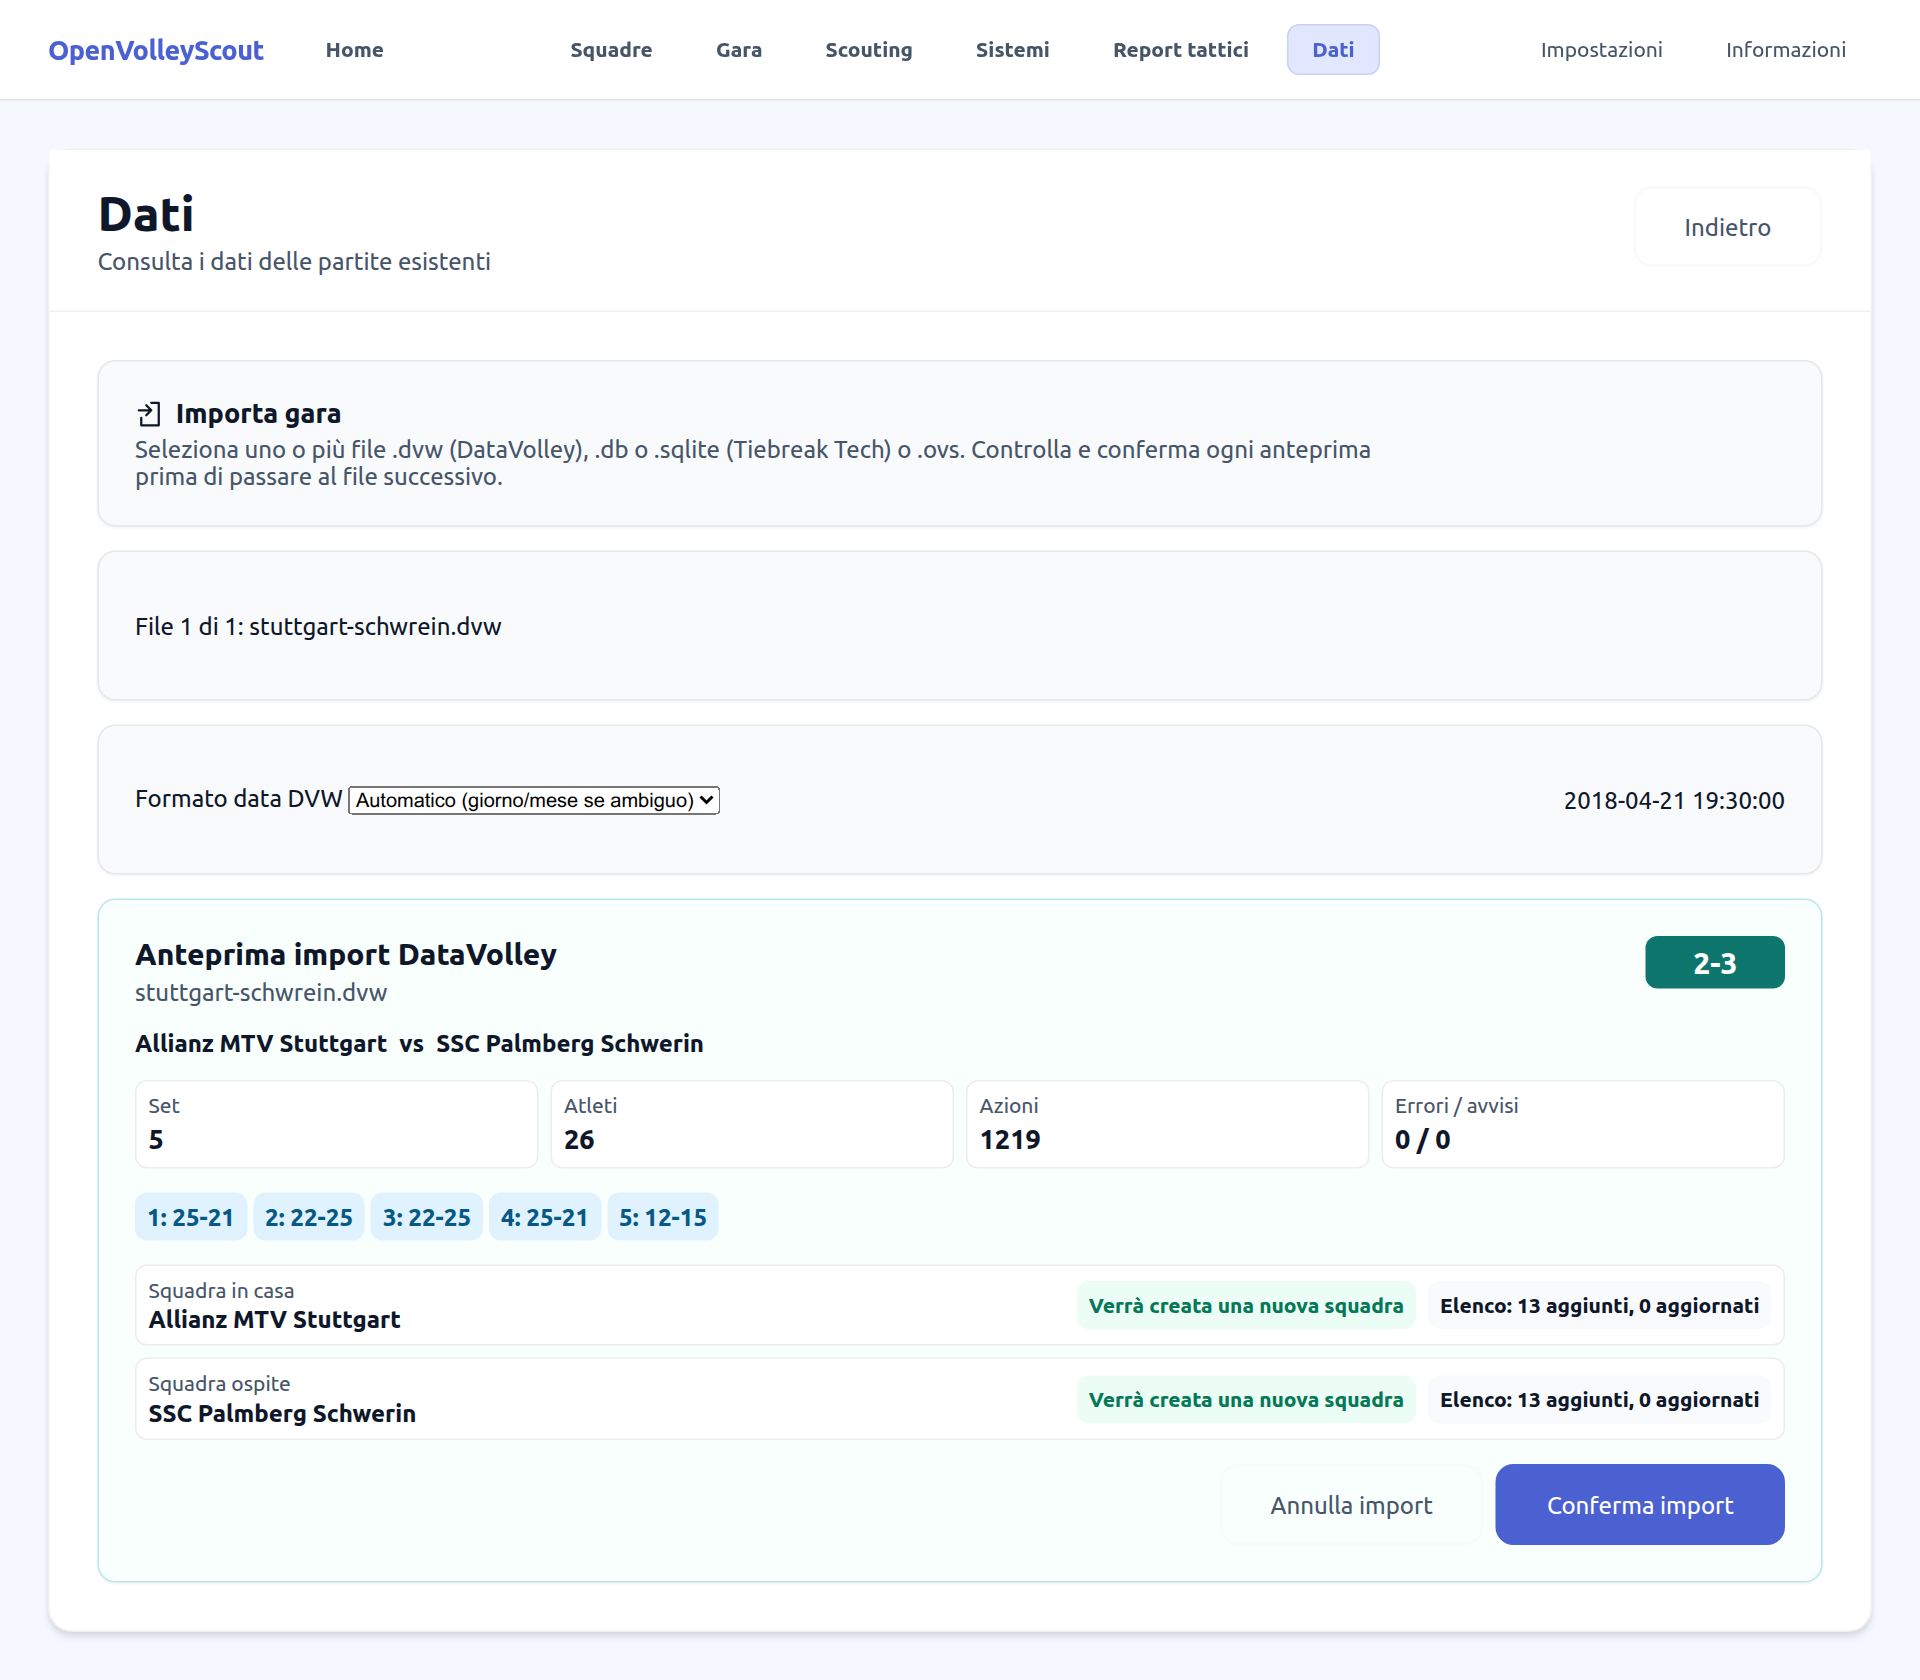 OpenVolleyScout Home Squadre Gara Scouting Sistemi Report tattici Dati Impostazioni Informazioni
Dati
Indietro
Consulta i dati delle partite esistenti
Importa gara
Seleziona uno o più file .dvw (DataVolley), .db o .sqlite (Tiebreak Tech) o .ovs. Controlla e conferma ogni anteprima
prima di passare al file successivo.
File 1 di 1: stuttgart-schwrein.dvw
Formato data DVW Automatico (giorno/mese se ambiguo) 2018-04-21 19:30:00
Anteprima import DataVolley
2-3
stuttgart-schwrein.dvw
Allianz MTV Stuttgart vs SSC Palmberg Schwerin
Set Atleti Azioni Errori / avvisi
5 26 1219 0 / 0
1: 25-21 2: 22-25 3: 22-25 4: 25-21 5: 12-15
Squadra in casa
Allianz MTV Stuttgart
Verrà creata una nuova squadra Elenco: 13 aggiunti, 0 aggiornati
Squadra ospite
SSC Palmberg Schwerin
Verrà creata una nuova squadra Elenco: 13 aggiunti, 0 aggiornati
Annulla import Conferma import